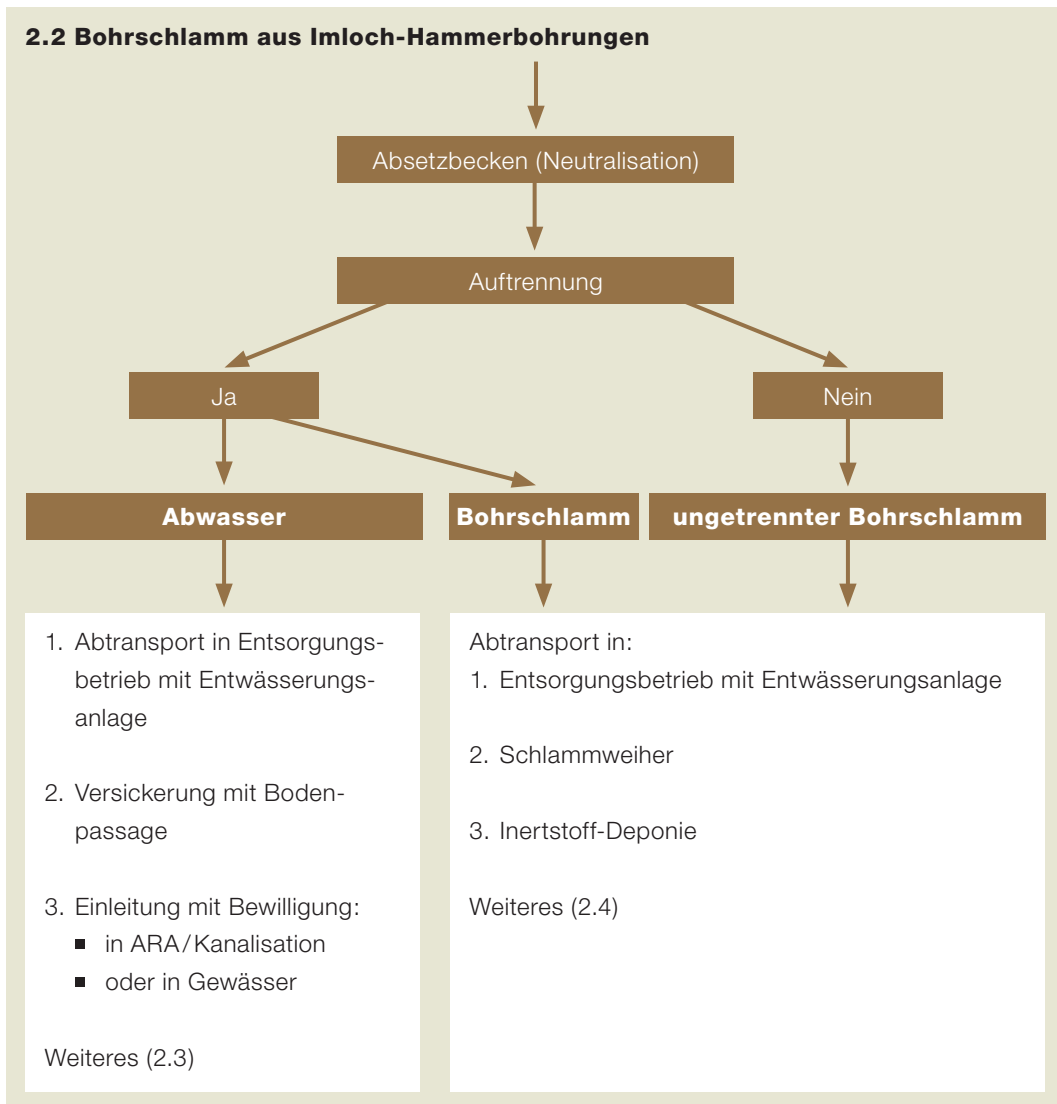 2.2 Bohrschlamm aus Imloch-Hammerbohrungen
Absetzbecken (Neutralisation)
Auftrennung
Ja
Nein
Abwasser
Bohrschlamm
ungetrennter Bohrschlamm
1. Abtransport in Entsorgungs-
betrieb mit Entwässerungs-
anlage
2. Versickerung mit Boden-
passage
3. Einleitung mit Bewilligung:
■ in ARA/Kanalisation
■ oder in Gewässer
Weiteres (2.3)
Abtransport in:
1. Entsorgungsbetrieb mit Entwässerungsanlage
2. Schlammweiher
3. Inertstoff-Deponie
Weiteres (2.4)